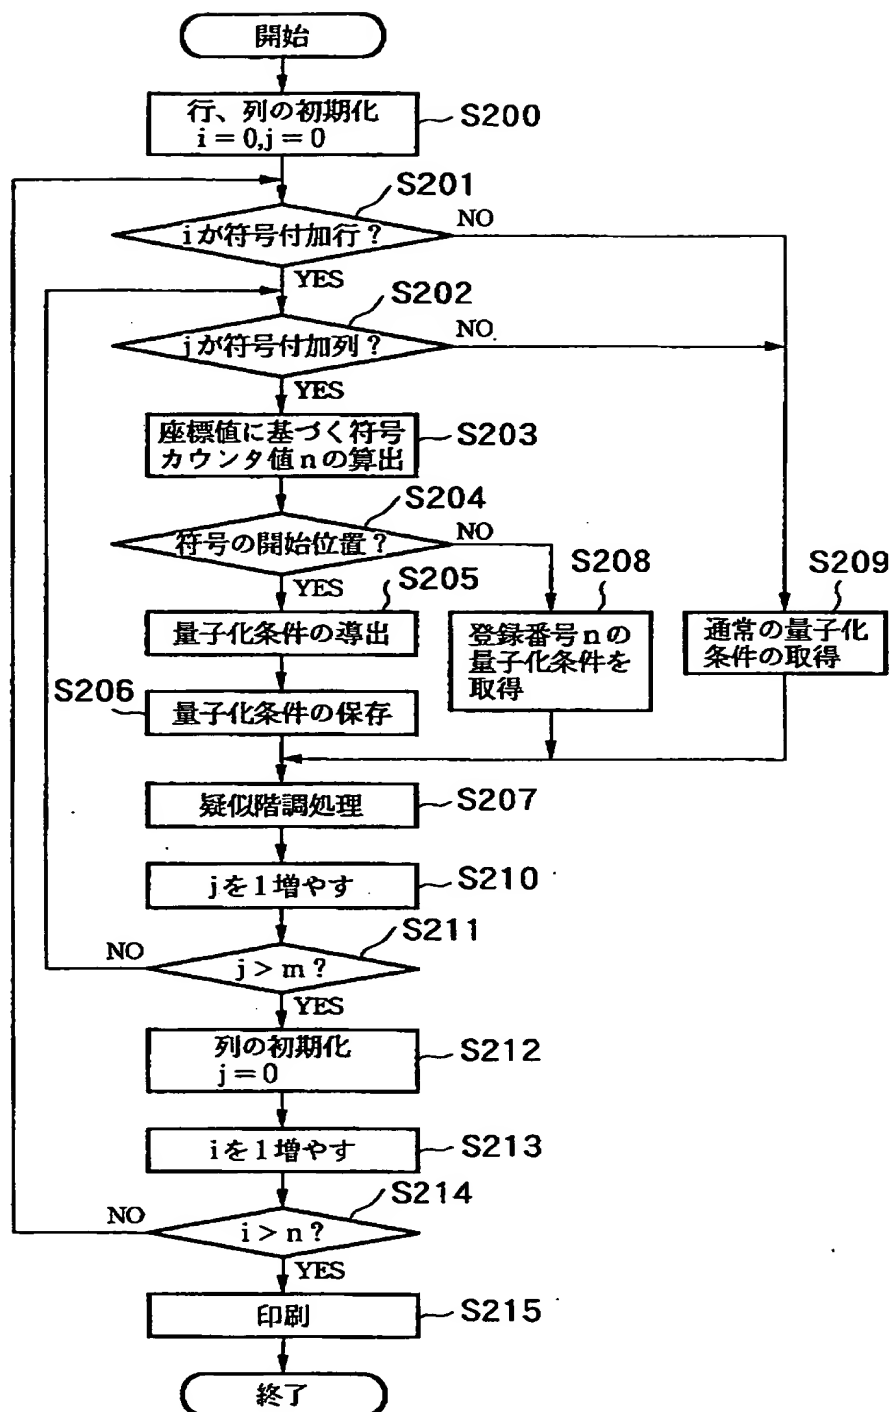 開始
行、列の初期化
i=0,j=0
S200
S201
iが符号付加行?
NO
YES
S202
jが符号付加列?
NO
YES
座標値に基づく符号
カウンタ値nの算出
S203
S204
符号の開始位置?
NO
YES
S205
量子化条件の導出
S208
登録番号nの
量子化条件を
取得
S209
通常の量子化
条件の取得
S206
量子化条件の保存
疑似階調処理
S207
jを1増やす
S210
S211
j>m?
NO
YES
列の初期化
j=0
S212
iを1増やす
S213
S214
i>n?
NO
YES
印刷
S215
終了